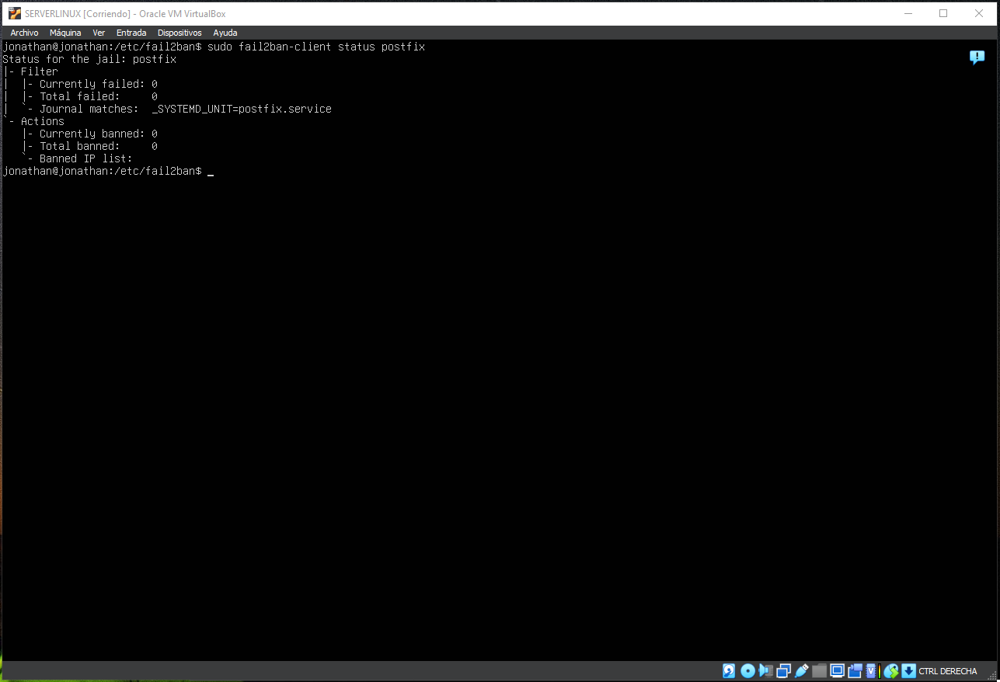 SERVERLINUX [Corriendo] - Oracle VM VirtualBox
Archivo Máquina Ver Entrada Dispositivos Ayuda
jonathan@jonathan:/etc/fail2ban$ sudo fail2ban-client status postfix
Status for the jail: postfix
|- Filter
|  |- Currently failed: 0
|  |- Total failed:     0
|  `- Journal matches:  _SYSTEMD_UNIT=postfix.service
`- Actions
   |- Currently banned: 0
   |- Total banned:     0
   `- Banned IP list:
jonathan@jonathan:/etc/fail2ban$ _
CTRL DERECHA